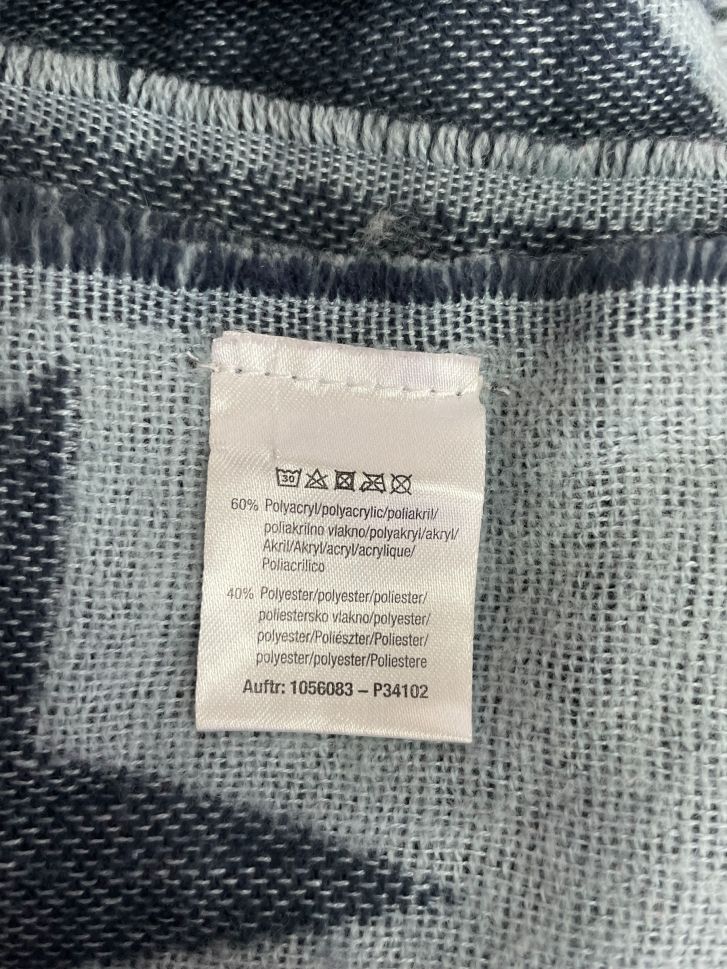 30
60% Polyacryl/polyacrylic/poliakril/
poliakrilno vlakno/polyakryl/akryl/
Akril/Akryl/acryl/acrylique/
Poliacrilico
40% Polyester/polyester/poliester/
poliestersko vlakno/polyester/
polyester/Poliészter/Poliester/
polyester/polyester/Poliestere
Auftr: 1056083 – P34102